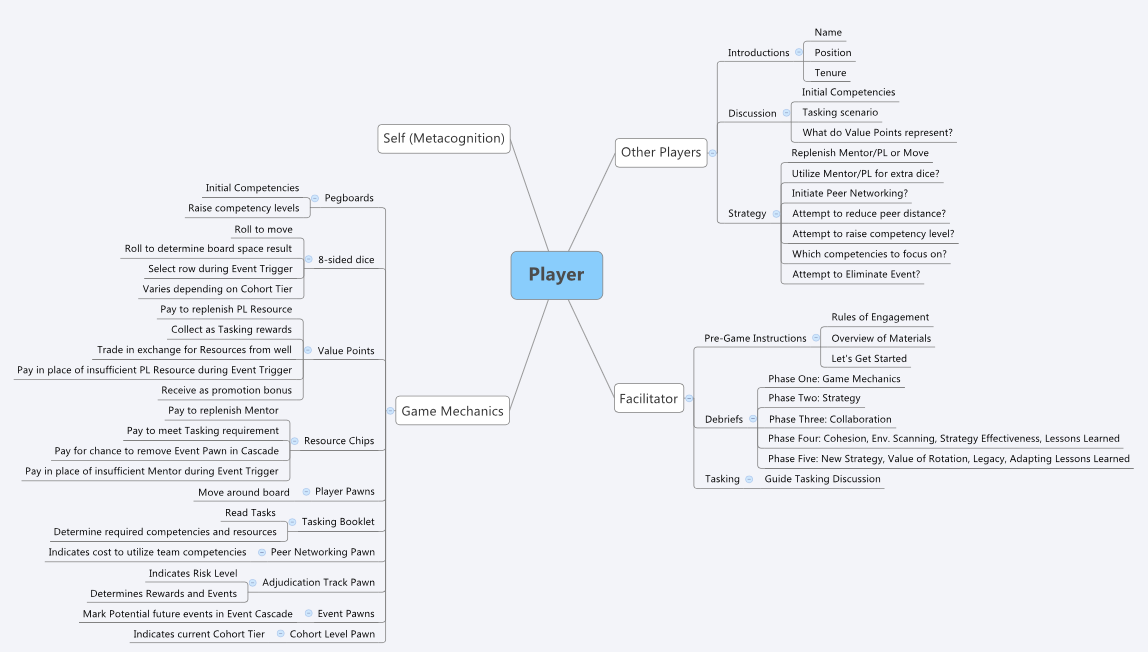 Player
Self (Metacognition)
Other Players
Introductions
Name
Position
Tenure
Discussion
Initial Competencies
Tasking scenario
What do Value Points represent?
Strategy
Replenish Mentor/PL or Move
Utilize Mentor/PL for extra dice?
Initiate Peer Networking?
Attempt to reduce peer distance?
Attempt to raise competency level?
Which competencies to focus on?
Attempt to Eliminate Event?
Facilitator
Pre-Game Instructions
Rules of Engagement
Overview of Materials
Let's Get Started
Debriefs
Phase One: Game Mechanics
Phase Two: Strategy
Phase Three: Collaboration
Phase Four: Cohesion, Env. Scanning, Strategy Effectiveness, Lessons Learned
Phase Five: New Strategy, Value of Rotation, Legacy, Adapting Lessons Learned
Tasking
Guide Tasking Discussion
Game Mechanics
Pegboards
Initial Competencies
Raise competency levels
8-sided dice
Roll to move
Roll to determine board space result
Select row during Event Trigger
Varies depending on Cohort Tier
Value Points
Pay to replenish PL Resource
Collect as Tasking rewards
Trade in exchange for Resources from well
Pay in place of insufficient PL Resource during Event Trigger
Receive as promotion bonus
Resource Chips
Pay to replenish Mentor
Pay to meet Tasking requirement
Pay for chance to remove Event Pawn in Cascade
Pay in place of insufficient Mentor during Event Trigger
Player Pawns
Move around board
Tasking Booklet
Read Tasks
Determine required competencies and resources
Peer Networking Pawn
Indicates cost to utilize team competencies
Adjudication Track Pawn
Indicates Risk Level
Determines Rewards and Events
Event Pawns
Mark Potential future events in Event Cascade
Cohort Level Pawn
Indicates current Cohort Tier